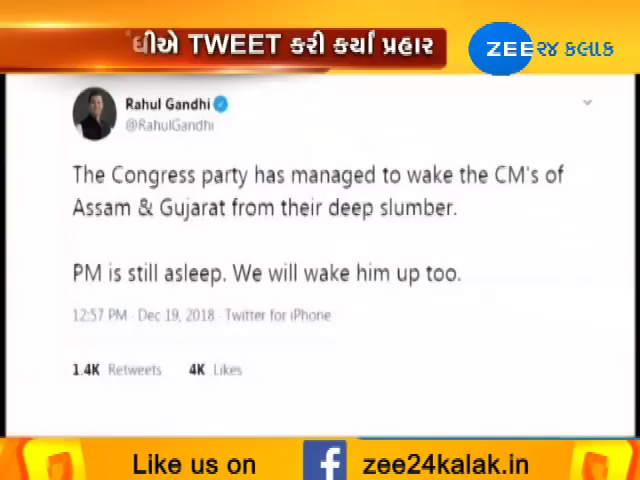 ધીએ TWEET કરી કર્યાં પ્રહાર
ZEE ૨૪ કલાક
Rahul Gandhi
@RahulGandhi
The Congress party has managed to wake the CM's of
Assam & Gujarat from their deep slumber.
PM is still asleep. We will wake him up too.
12:57 PM - Dec 19, 2018 - Twitter for iPhone
1.4K Retweets 4K Likes
Like us on f zee24kalak.in